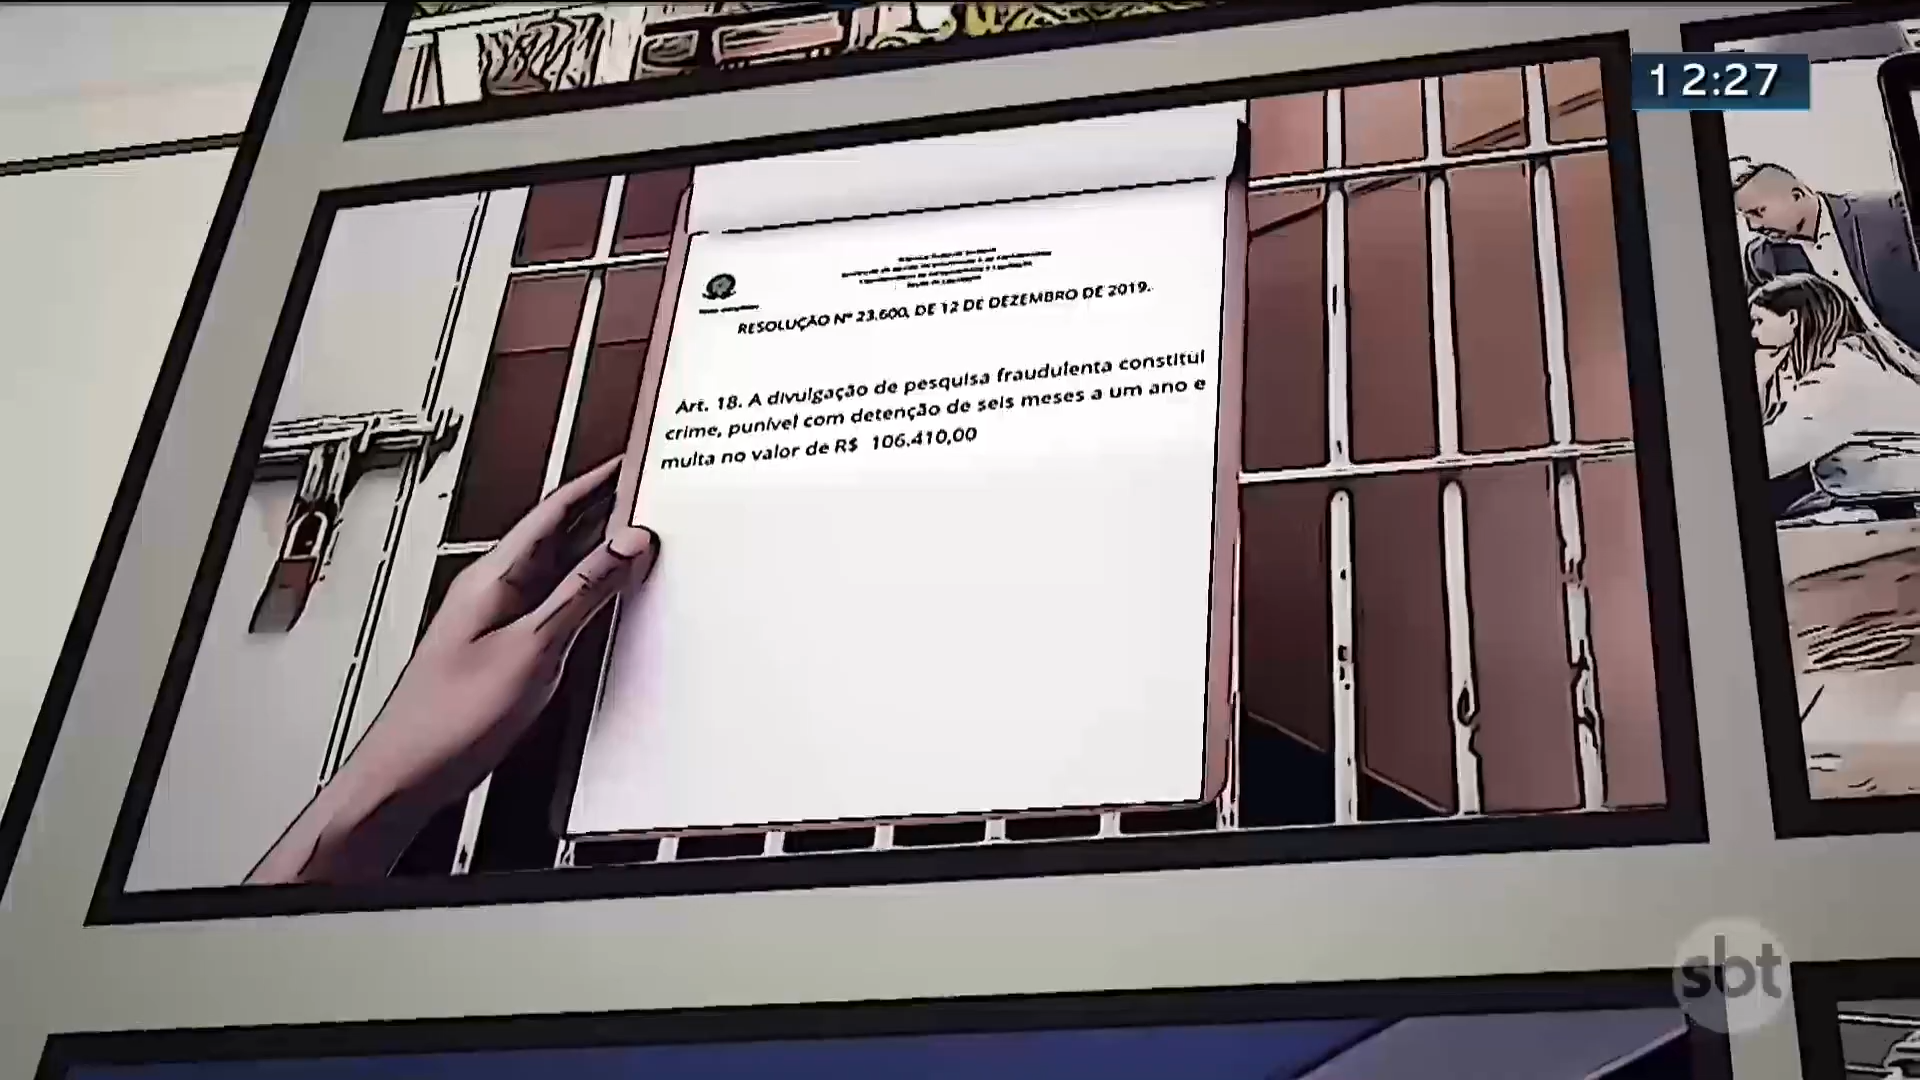 12:27
RESOLUÇÃO Nº 23.600, DE 12 DE DEZEMBRO DE 2019.
Art. 18. A divulgação de pesquisa fraudulenta constitui
crime, punível com detenção de seis meses a um ano e
multa no valor de R$ 106.410,00
sbt